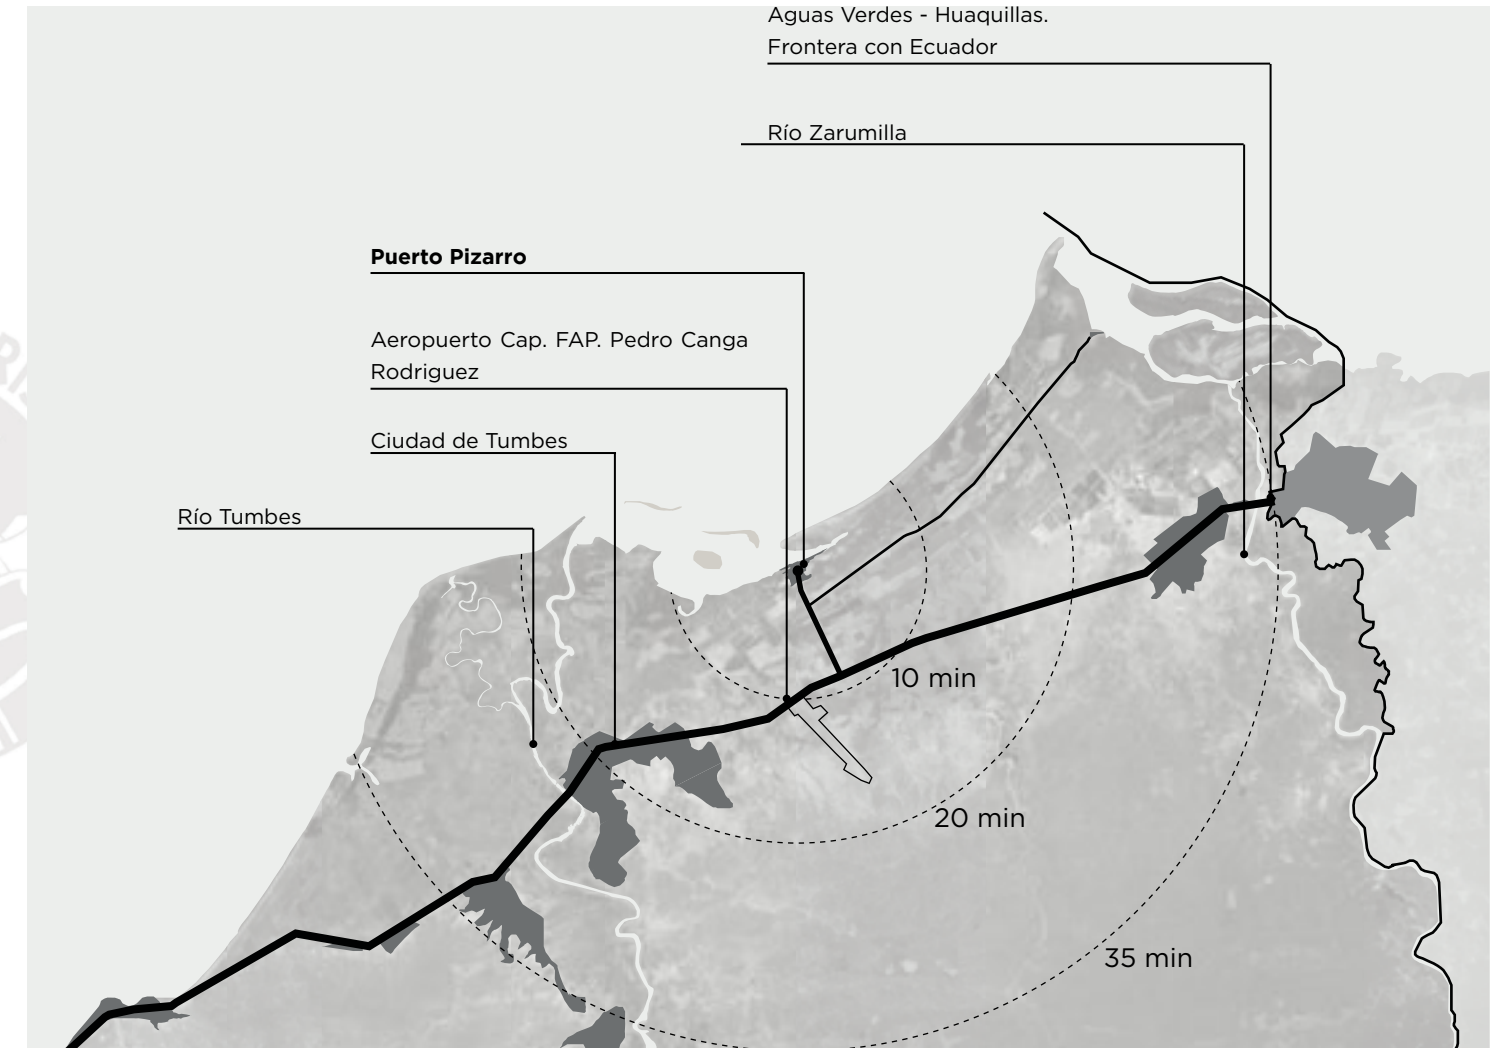 Aguas Verdes - Huaquillas.
Frontera con Ecuador
Río Zarumilla
Puerto Pizarro
Aeropuerto Cap. FAP. Pedro Canga
Rodriguez
Ciudad de Tumbes
Río Tumbes
10 min
20 min
35 min